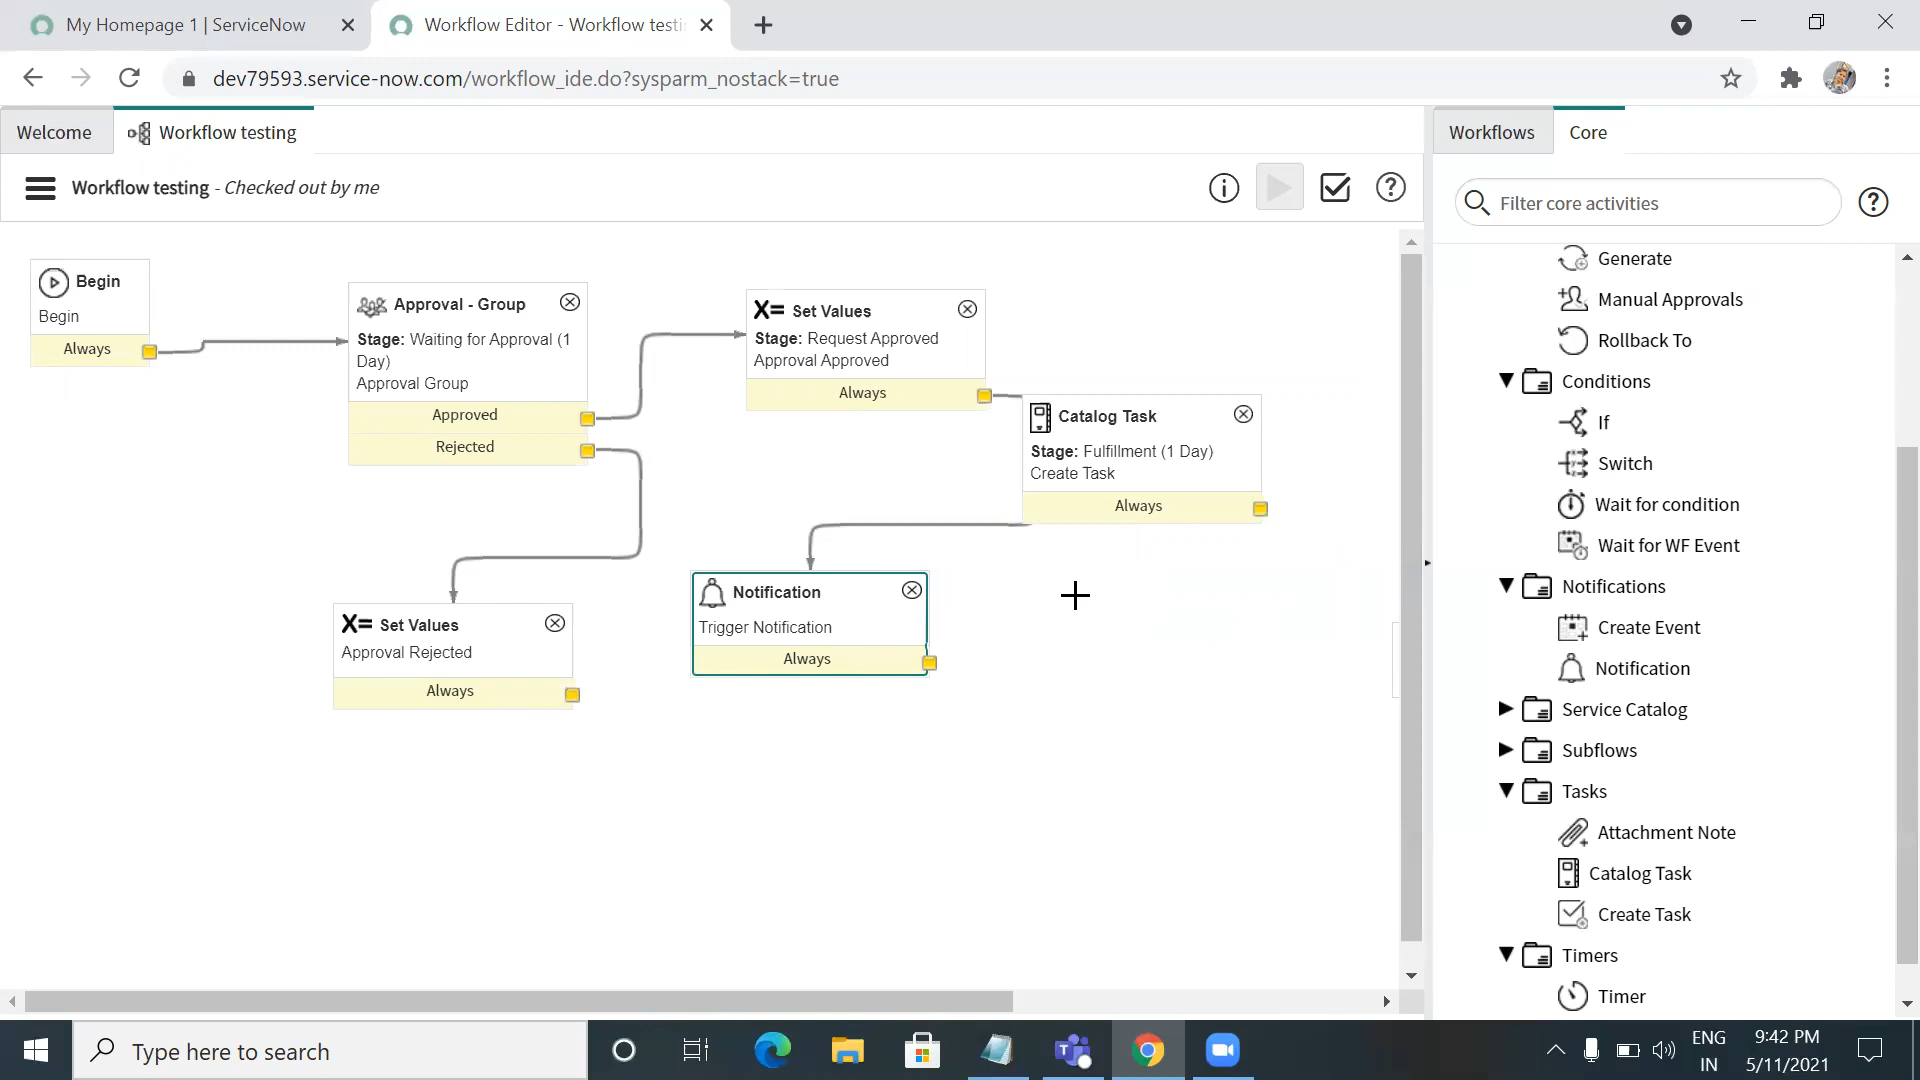 My Homepage 1 | ServiceNow
Workflow Editor - Workflow testi
dev79593.service-now.com/workflow_ide.do?sysparm_nostack=true
Welcome
Workflow testing
Workflows
Core
Workflow testing - Checked out by me
Filter core activities
Begin
Begin
Always
Approval - Group
Stage: Waiting for Approval (1
Day)
Approval Group
Approved
Rejected
X= Set Values
Stage: Request Approved
Approval Approved
Always
Catalog Task
Stage: Fulfillment (1 Day)
Create Task
Always
X= Set Values
Approval Rejected
Always
Notification
Trigger Notification
Always
Generate
Manual Approvals
Rollback To
Conditions
If
Switch
Wait for condition
Wait for WF Event
Notifications
Create Event
Notification
Service Catalog
Subflows
Tasks
Attachment Note
Catalog Task
Create Task
Timers
Timer
Type here to search
ENG
IN
9:42 PM
5/11/2021